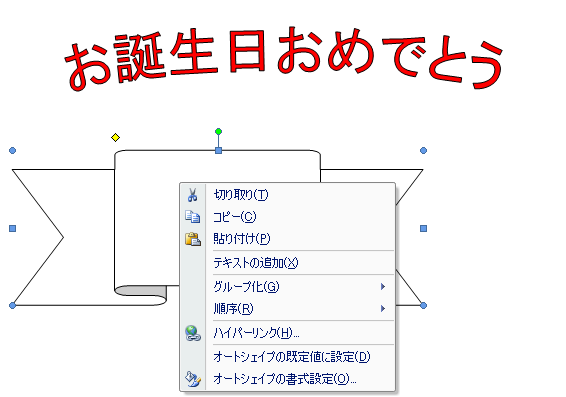 お誕生日おめでとう
切り取り(T)
コピー(C)
貼り付け(P)
テキストの追加(X)
グループ化(G)
順序(R)
ハイパーリンク(H)...
オートシェイプの既定値に設定(D)
オートシェイプの書式設定(O)...